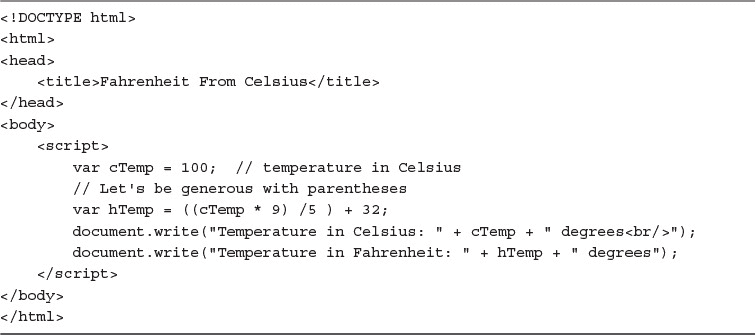 <!DOCTYPE html>
<html>
<head>
    <title>Fahrenheit From Celsius</title>
</head>
<body>
    <script>
        var cTemp = 100;  // temperature in Celsius
        // Let's be generous with parentheses
        var hTemp = ((cTemp * 9) /5 ) + 32;
        document.write("Temperature in Celsius: " + cTemp + " degrees<br/>");
        document.write("Temperature in Fahrenheit: " + hTemp + " degrees");
    </script>
</body>
</html>